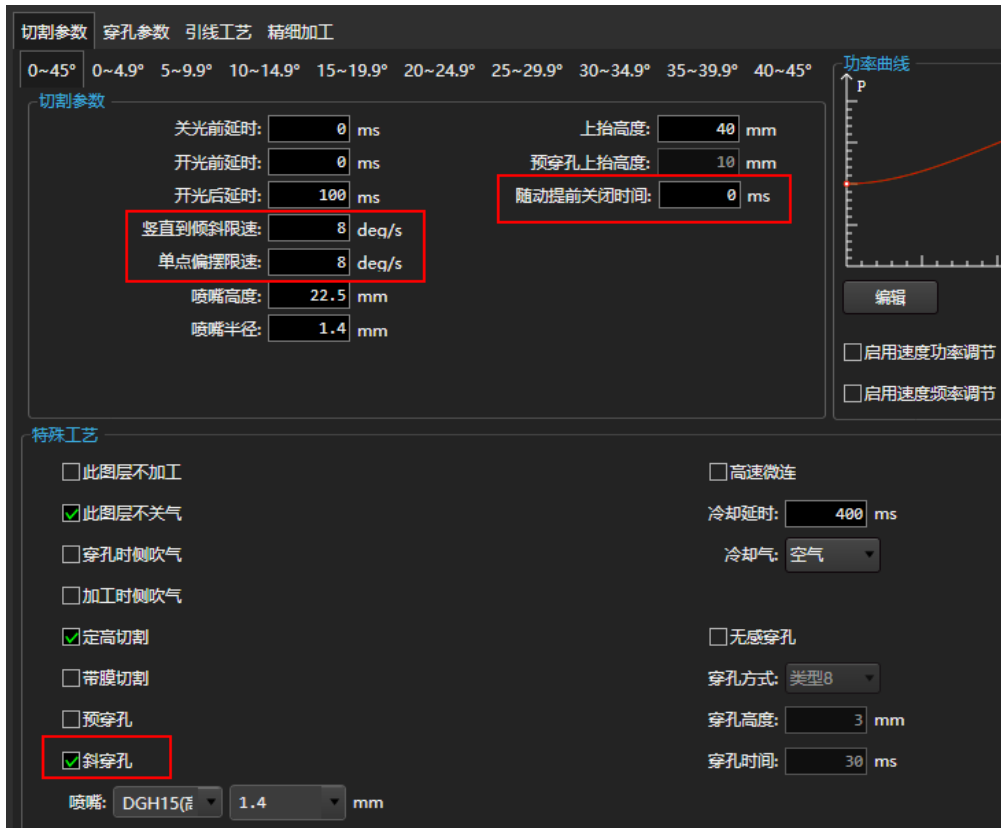 切割参数 穿孔参数 引线工艺 精细加工
0~45° 0~4.9° 5~9.9° 10~14.9° 15~19.9° 20~24.9° 25~29.9° 30~34.9° 35~39.9° 40~45°
切割参数
关光前延时: 0 ms
开光前延时: 0 ms
开光后延时: 100 ms
竖直到倾斜限速: 8 deg/s
单点偏摆限速: 8 deg/s
喷嘴高度: 22.5 mm
喷嘴半径: 1.4 mm
上抬高度: 40 mm
预穿孔上抬高度: 10 mm
随动提前关闭时间: 0 ms
功率曲线
P
编辑
启用速度功率调节
启用速度频率调节
特殊工艺
此图层不加工
此图层不关气
穿孔时侧吹气
加工时侧吹气
定高切割
带膜切割
预穿孔
斜穿孔
喷嘴: DGH15(高 1.4 mm
高速微连
冷却延时: 400 ms
冷却气: 空气
无感穿孔
穿孔方式: 类型8
穿孔高度: 3 mm
穿孔时间: 30 ms